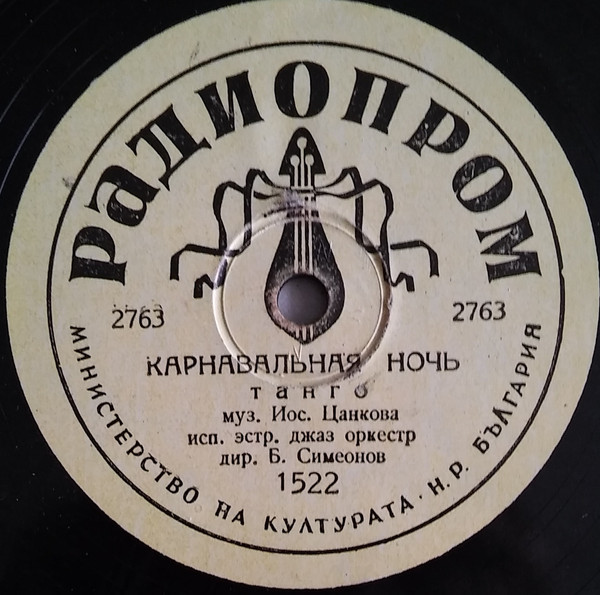 РАДИОПРОМ
2763
2763
КАРНАВАЛЬНАЯ НОЧЬ
танго
муз. Иос. Цанкова
исп. эстр. джаз оркестр
дир. Б. Симеонов
1522
МИНИСТЕРСТВО НА КУЛТУРАТА · Н. Р. БЪЛГАРИЯ